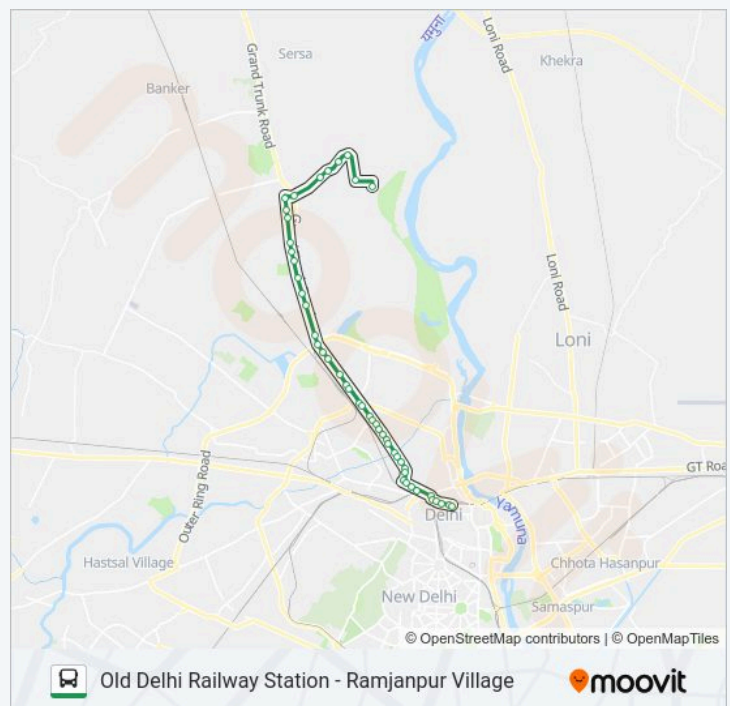 यमुना
Loni Road
Sersa
Khekra
Grand Trunk Road
Banker
G
Loni Road
Loni
GT Roa
Outer Ring Road
Delhi
Yamuna
Hastsal Village
Chhota Hasanpur
New Delhi
Samaspur
© OpenStreetMap contributors | © OpenMapTiles
Old Delhi Railway Station - Ramjanpur Village
moovit